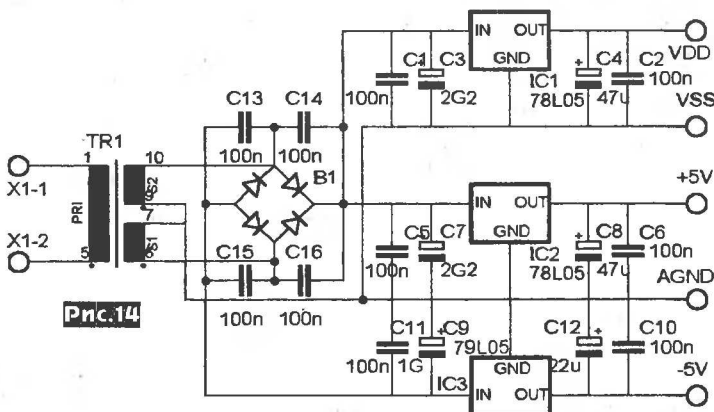 C1
C3
IN
OUT
GND
C4
C2
VDD
100n
2G2
IC1
78L05
47u
100n
VSS
C13
C14
100n
100n
TR1
1
10
X1-1
PRI
S2
9
7
S1
B1
X1-2
5
6
C15
C16
100n
100n
+5V
IN
OUT
GND
C5
C7
C8
C6
100n
2G2
IC2
78L05
47u
100n
AGND
Рис.14
C11
C9
79L05
C12
C10
100n
1G
GND
22u
100n
IC3
IN
OUT
-5V